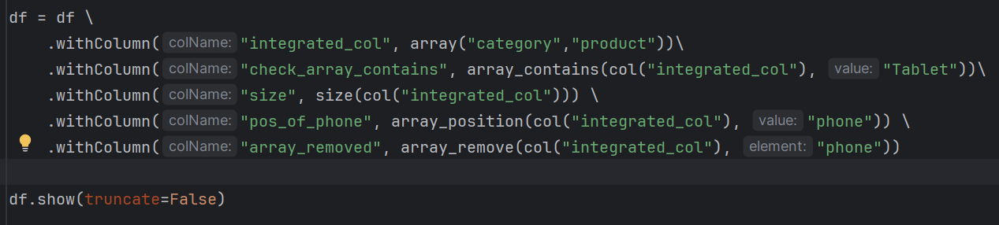 df = df \
.withColumn( colName: "integrated_col", array("category","product"))\
.withColumn( colName: "check_array_contains", array_contains(col("integrated_col"), value: "Tablet"))\
.withColumn( colName: "size", size(col("integrated_col"))) \
.withColumn( colName: "pos_of_phone", array_position(col("integrated_col"), value: "phone")) \
.withColumn( colName: "array_removed", array_remove(col("integrated_col"), element: "phone"))
df.show(truncate=False)